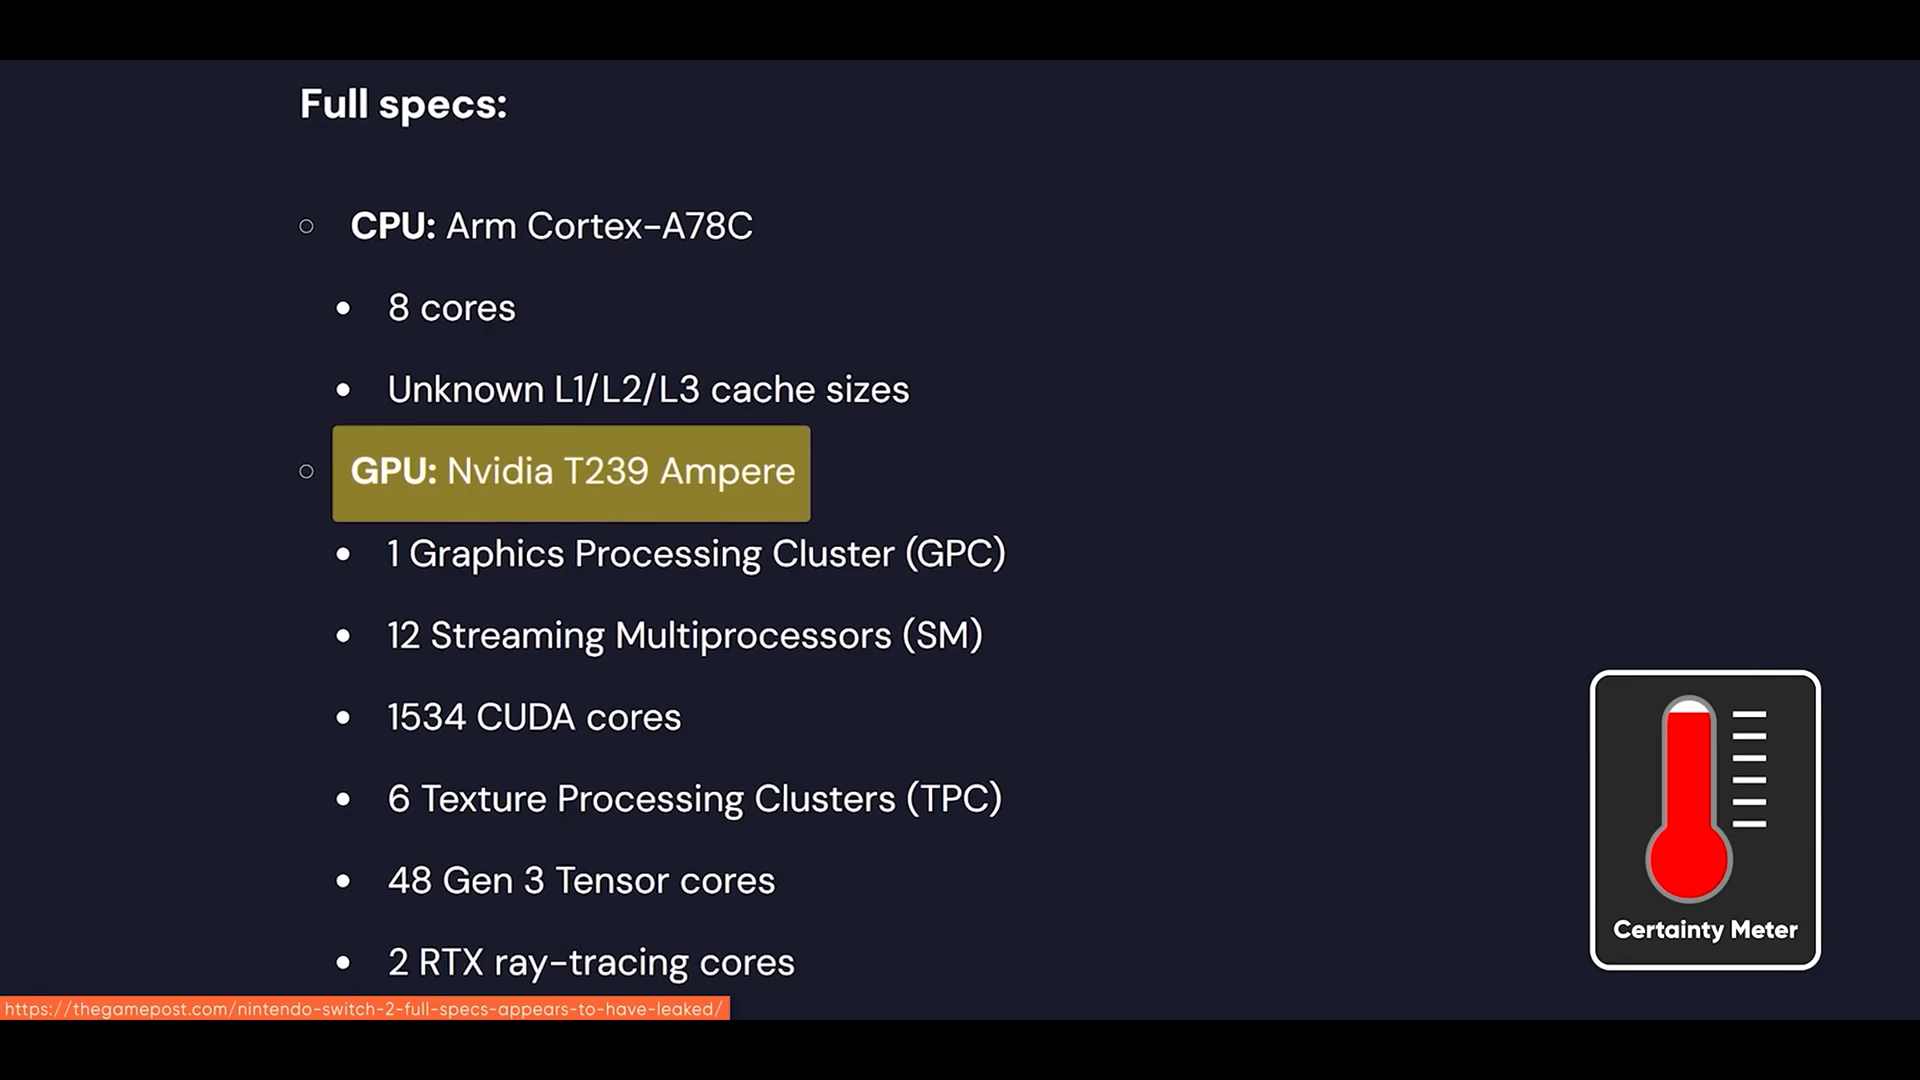 Full specs:
CPU: Arm Cortex-A78C
8 cores
Unknown L1/L2/L3 cache sizes
GPU: Nvidia T239 Ampere
1 Graphics Processing Cluster (GPC)
12 Streaming Multiprocessors (SM)
1534 CUDA cores
6 Texture Processing Clusters (TPC)
48 Gen 3 Tensor cores
2 RTX ray-tracing cores
Certainty Meter
https://thegamepost.com/nintendo-switch-2-full-specs-appears-to-have-leaked/